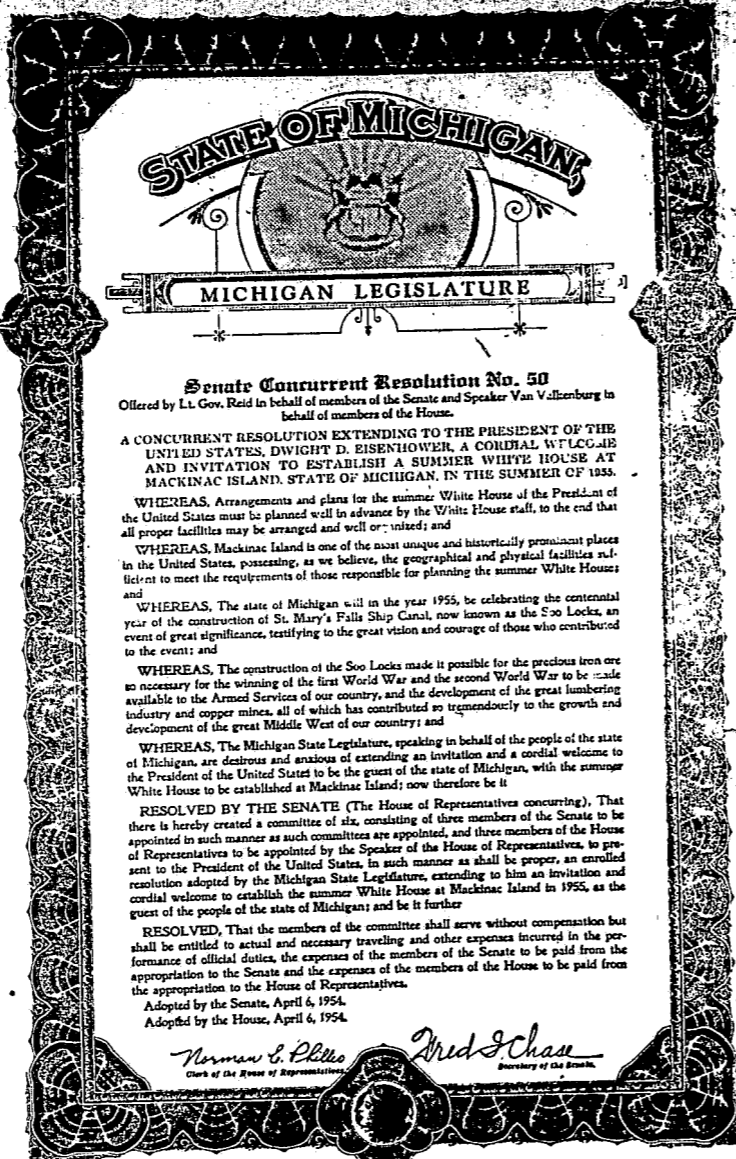 STATE OF MICHIGAN,
MICHIGAN LEGISLATURE
Senate Concurrent Resolution No. 50
Offered by Lt. Gov. Reid in behalf of members of the Senate and Speaker Van Valkenburg in
behalf of members of the House.
A CONCURRENT RESOLUTION EXTENDING TO THE PRESIDENT OF THE
UNITED STATES, DWIGHT D. EISENHOWER, A CORDIAL WELCOME
AND INVITATION TO ESTABLISH A SUMMER WHITE HOUSE AT
MACKINAC ISLAND, STATE OF MICHIGAN, IN THE SUMMER OF 1955.
WHEREAS, Arrangements and plans for the summer White House of the President of
the United States must be planned well in advance by the White House staff, to the end that
all proper facilities may be arranged and well organized; and
WHEREAS, Mackinac Island is one of the most unique and historically prominent places
in the United States, possessing, as we believe, the geographical and physical facilities suf-
ficient to meet the requirements of those responsible for planning the summer White House;
and
WHEREAS, The state of Michigan will in the year 1955, be celebrating the centennial
year of the construction of St. Mary's Falls Ship Canal, now known as the Soo Locks, an
event of great significance, testifying to the great vision and courage of those who contributed
to the event; and
WHEREAS, The construction of the Soo Locks made it possible for the precious iron ore
so necessary for the winning of the first World War and the second World War to be made
available to the Armed Services of our country, and the development of the great lumbering
industry and copper mines, all of which has contributed so tremendously to the growth and
development of the great Middle West of our country; and
WHEREAS, The Michigan State Legislature, speaking in behalf of the people of the state
of Michigan, are desirous and anxious of extending an invitation and a cordial welcome to
the President of the United States to be the guest of the state of Michigan, with the summer
White House to be established at Mackinac Island; now therefore be it
RESOLVED BY THE SENATE (The House of Representatives concurring), That
there is hereby created a committee of six, consisting of three members of the Senate to be
appointed in such manner as such committees are appointed, and three members of the House
of Representatives to be appointed by the Speaker of the House of Representatives, to pre-
sent to the President of the United States, in such manner as shall be proper, an enrolled
resolution adopted by the Michigan State Legislature, extending to him an invitation and
cordial welcome to establish the summer White House at Mackinac Island in 1955, as the
guest of the people of the state of Michigan; and be it further
RESOLVED, That the members of the committee shall serve without compensation but
shall be entitled to actual and necessary traveling and other expenses incurred in the per-
formance of official duties, the expenses of the members of the Senate to be paid from the
appropriation to the Senate and the expenses of the members of the House to be paid from
the appropriation to the House of Representatives.
Adopted by the Senate, April 6, 1954.
Adopted by the House, April 6, 1954.
Norman E. Philleo Fred I. Chase
Clerk of the House of Representatives. Secretary of the Senate.